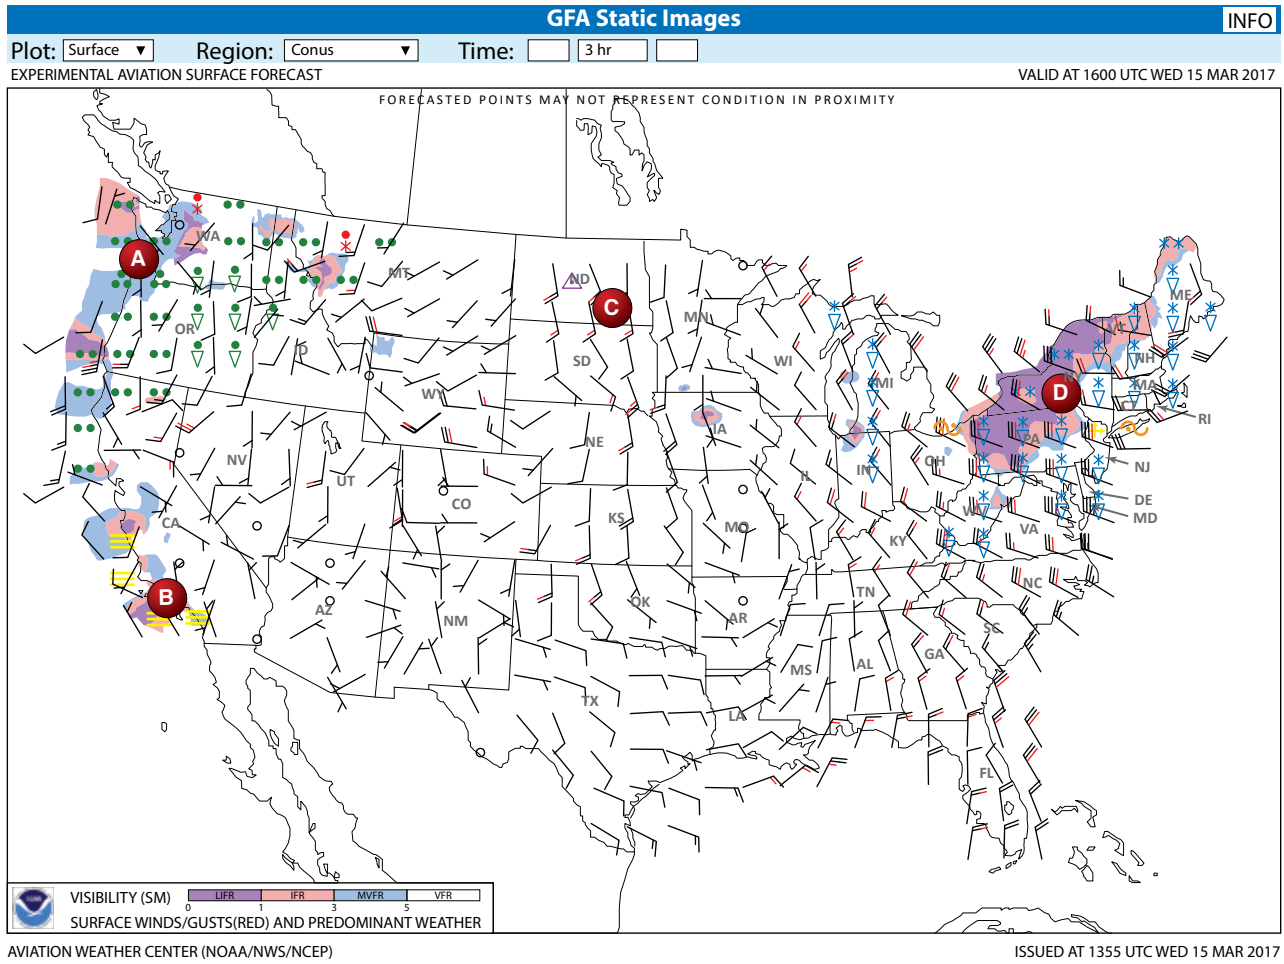 GFA Static Images
INFO
Plot: Surface ▼ Region: Conus ▼ Time: 3 hr
EXPERIMENTAL AVIATION SURFACE FORECAST VALID AT 1600 UTC WED 15 MAR 2017
FORECASTED POINTS MAY NOT REPRESENT CONDITION IN PROXIMITY
WA
A
MT
ND
C
MN
ME
VT
OR
ID
SD
WI
MI
NH
NY
MA
D
CT
RI
WY
IA
NE
PA
NV
UT
CO
IL
IN
OH
NJ
DE
MD
CA
KS
MO
KY
WV
VA
B
AZ
NM
OK
AR
TN
NC
SC
MS
AL
GA
TX
LA
FL
VISIBILITY (SM) LIFR IFR MVFR VFR
0 1 3 5
SURFACE WINDS/GUSTS(RED) AND PREDOMINANT WEATHER
AVIATION WEATHER CENTER (NOAA/NWS/NCEP) ISSUED AT 1355 UTC WED 15 MAR 2017